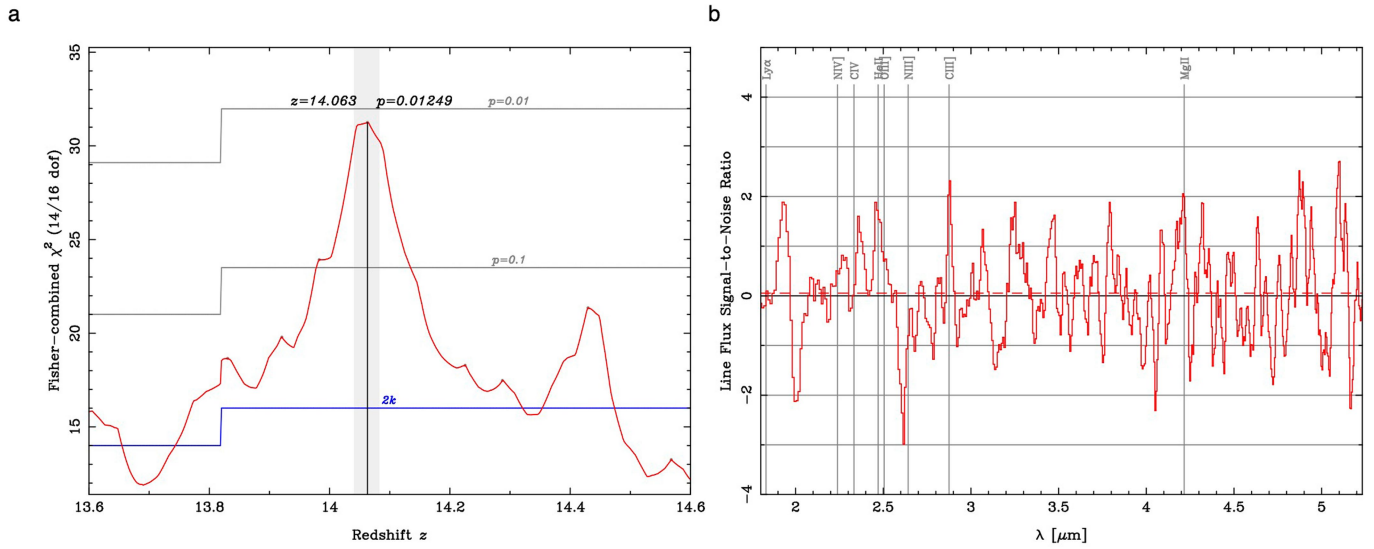 a
z=14.063 p=0.01249 p=0.01
p=0.1
2k
Fisher-combined χ² (14/16 dof)
35
30
25
20
15
13.6 13.8 14 14.2 14.4 14.6
Redshift z
b
Lyα NIV] CIV HeII OIII] NIII] CIII] MgII
Line Flux Signal-to-Noise Ratio
4
2
0
-2
-4
2 2.5 3 3.5 4 4.5 5
λ [μm]